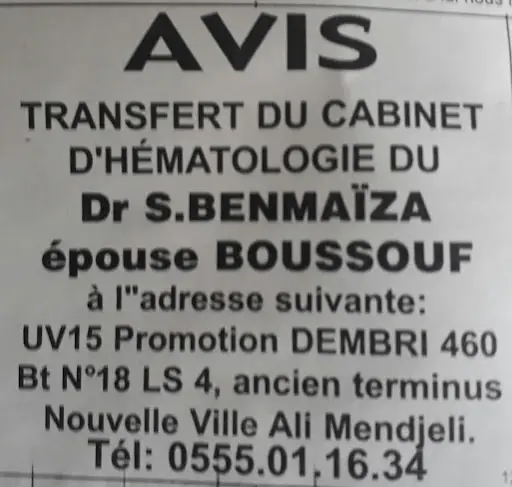 AVIS
TRANSFERT DU CABINET
D'HÉMATOLOGIE DU
Dr S.BENMAÏZA
épouse BOUSSOUF
à l"adresse suivante:
UV15 Promotion DEMBRI 460
Bt N°18 LS 4, ancien terminus
Nouvelle Ville Ali Mendjeli.
Tél: 0555.01.16.34